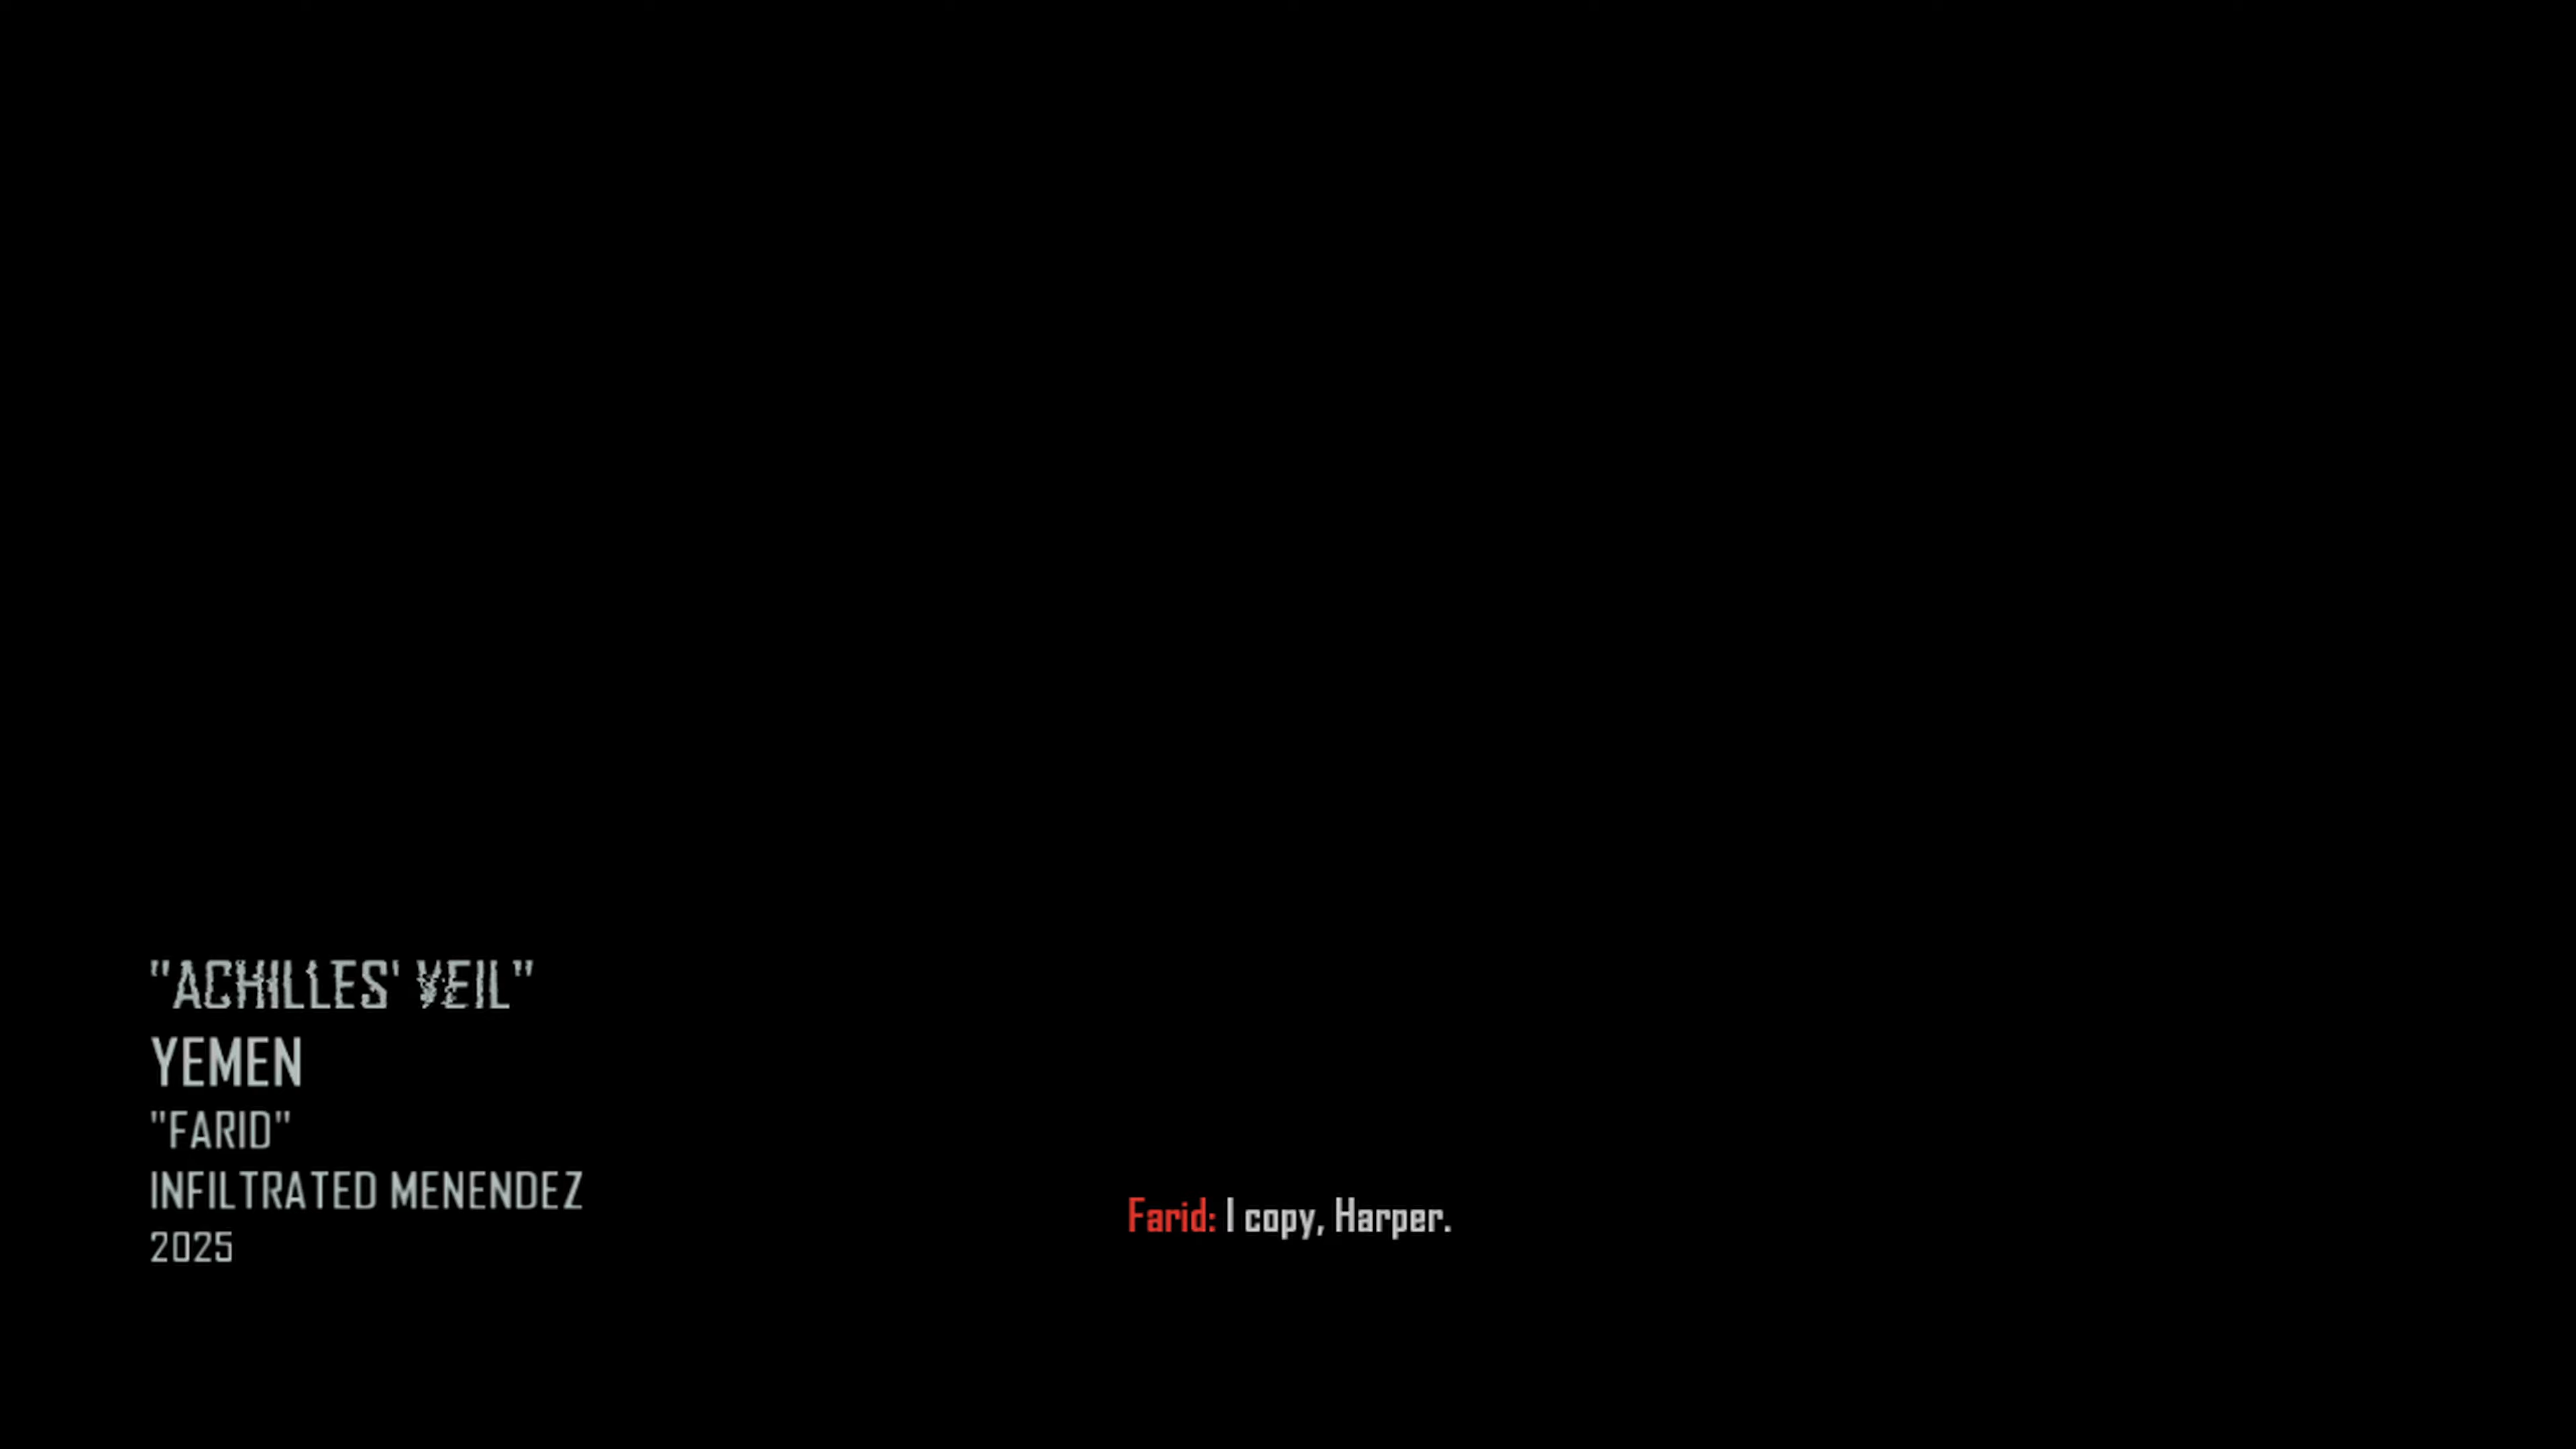 "ACHILLES' VEIL"
YEMEN
"FARID"
INFILTRATED MENENDEZ
2025
Farid: I copy, Harper.